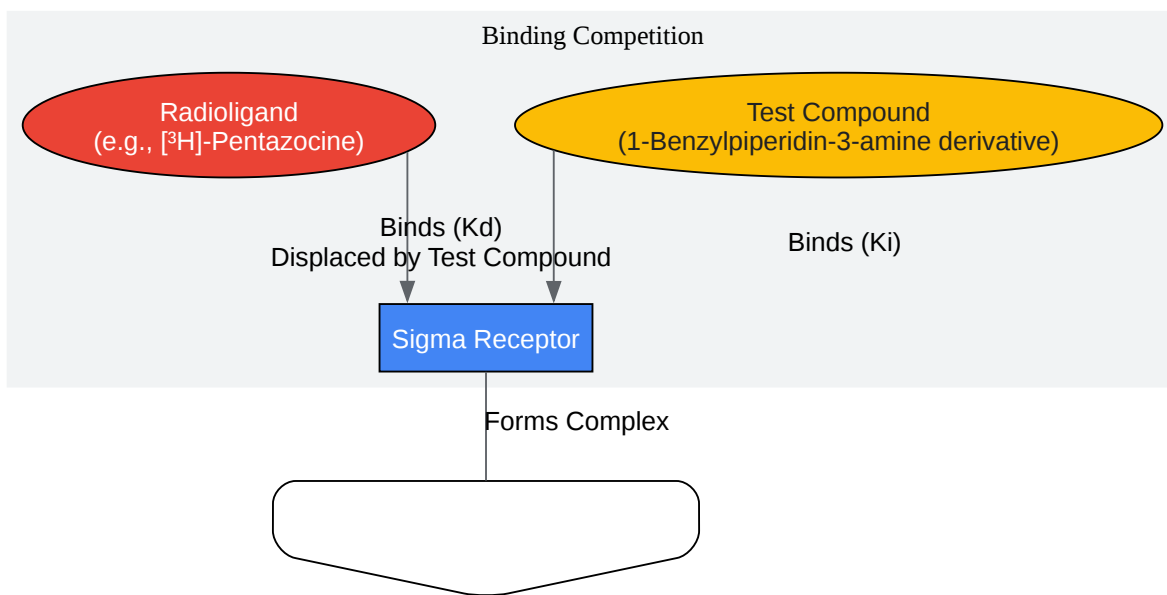 Binding Competition
Radioligand
(e.g., [³H]-Pentazocine)
Test Compound
(1-Benzylpiperidin-3-amine derivative)
Binds (Kd)
Displaced by Test Compound
Binds (Ki)
Sigma Receptor
Forms Complex